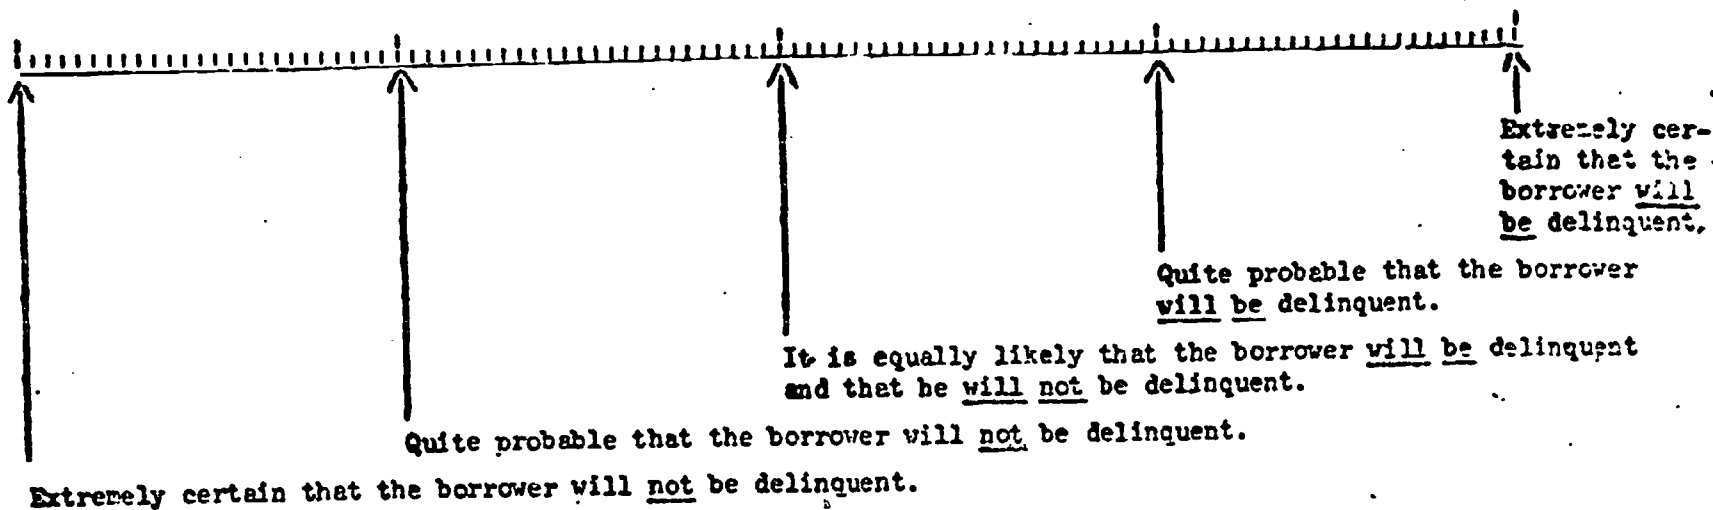 Extremely cer-
tain that the
borrower will
be delinquent.
Quite probable that the borrower
will be delinquent.
It is equally likely that the borrower will be delinquent
and that he will not be delinquent.
Quite probable that the borrower will not be delinquent.
Extremely certain that the borrower will not be delinquent.